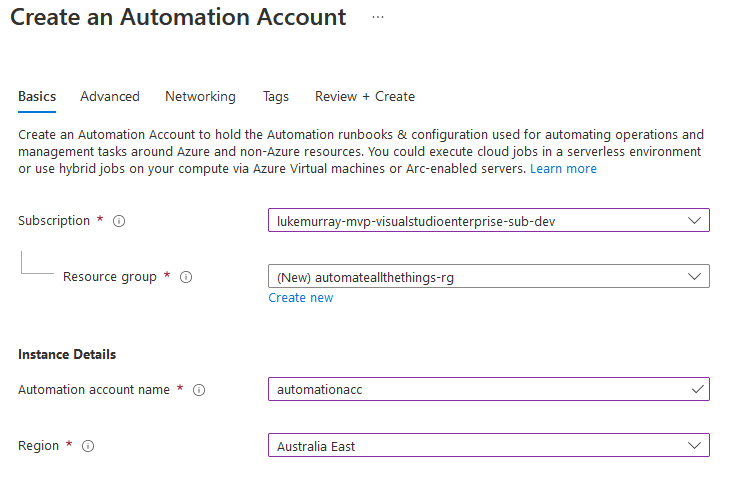 Create an Automation Account ...
Basics Advanced Networking Tags Review + Create
Create an Automation Account to hold the Automation runbooks & configuration used for automating operations and
management tasks around Azure and non-Azure resources. You could execute cloud jobs in a serverless environment
or use hybrid jobs on your compute via Azure Virtual machines or Arc-enabled servers. Learn more
Subscription * lukemurray-mvp-visualstudioenterprise-sub-dev
Resource group * (New) automateallthethings-rg
Create new
Instance Details
Automation account name * automationacc
Region * Australia East